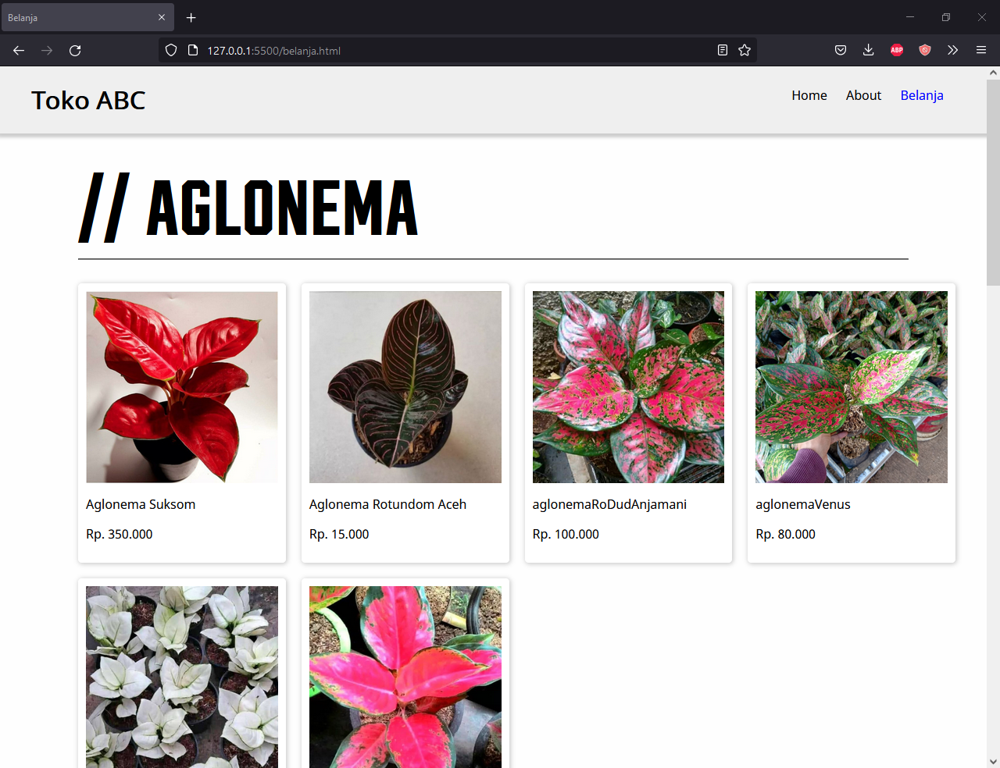 Belanja
127.0.0.1:5500/belanja.html
ABP
Toko ABC
Home About Belanja
// AGLONEMA
Aglonema Suksom
Rp. 350.000
Aglonema Rotundom Aceh
Rp. 15.000
aglonemaRoDudAnjamani
Rp. 100.000
aglonemaVenus
Rp. 80.000